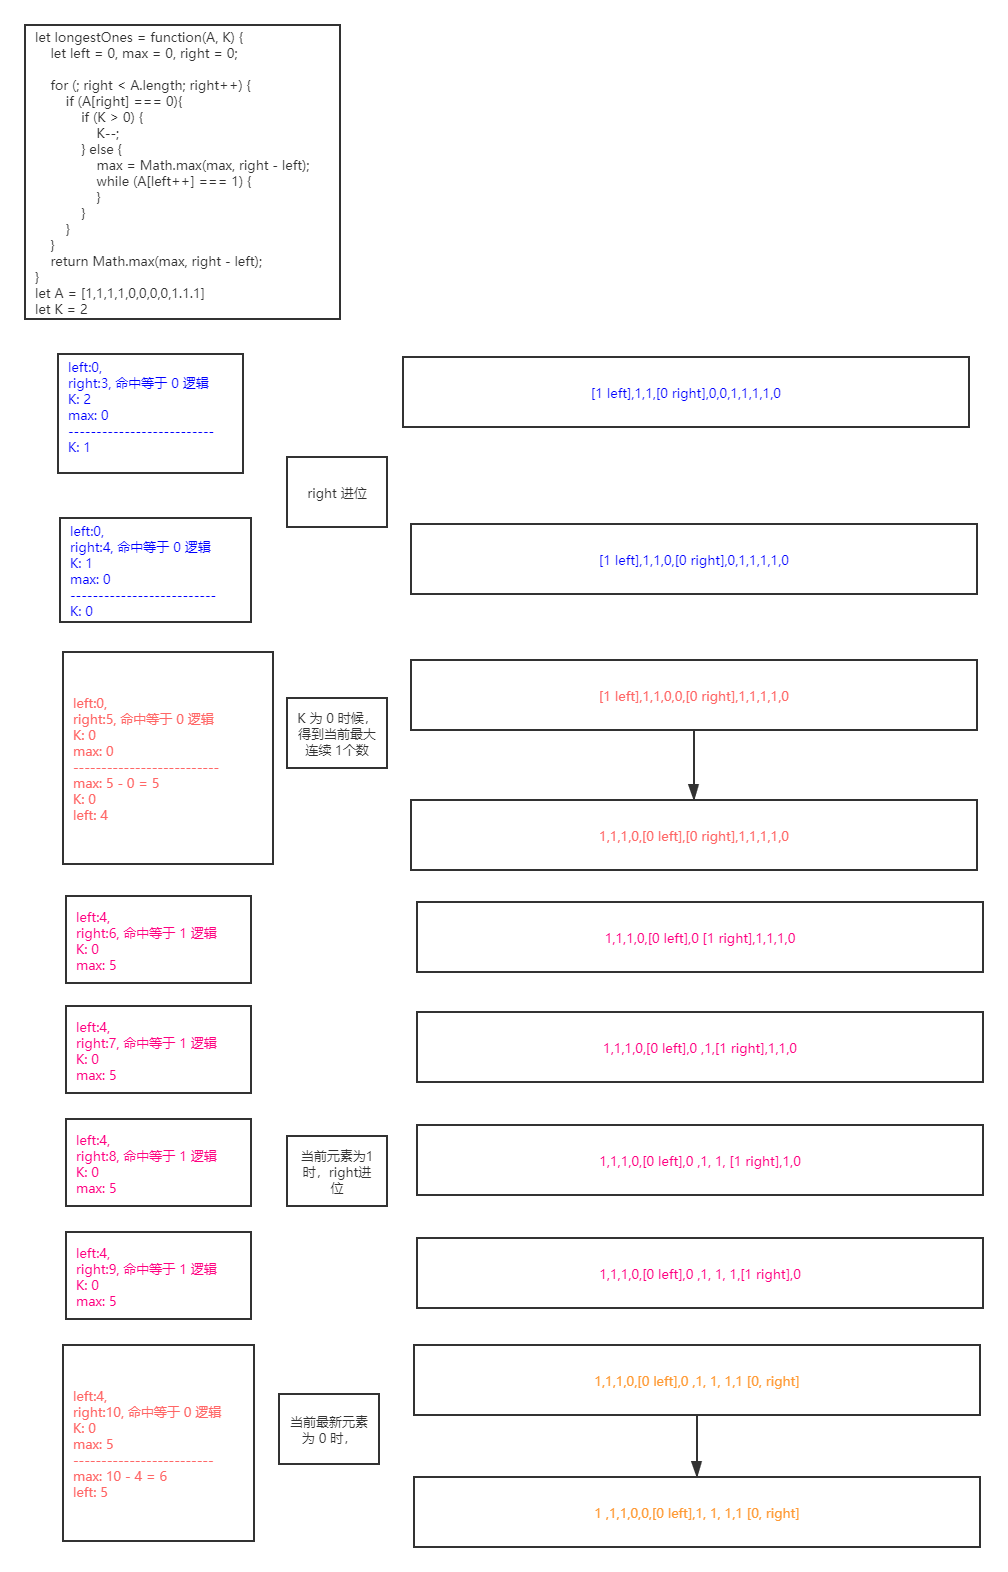 let longestOnes = function(A, K) {
let left = 0, max = 0, right = 0;
for (; right < A.length; right++) {
if (A[right] === 0){
if (K > 0) {
K--;
} else {
max = Math.max(max, right - left);
while (A[left++] === 1) {
}
}
}
}
return Math.max(max, right - left);
}
let A = [1,1,1,1,0,0,0,0,1.1.1]
let K = 2
left:0,
right:3, 命中等于 0 逻辑
K: 2
max: 0
--------------------------
K: 1
[1 left],1,1,[0 right],0,0,1,1,1,1,0
right 进位
left:0,
right:4, 命中等于 0 逻辑
K: 1
max: 0
--------------------------
K: 0
[1 left],1,1,0,[0 right],0,1,1,1,1,0
left:0,
right:5, 命中等于 0 逻辑
K: 0
max: 0
--------------------------
max: 5 - 0 = 5
K: 0
left: 4
K 为 0 时候，
得到当前最大
连续 1个数
[1 left],1,1,0,0,[0 right],1,1,1,1,0
1,1,1,0,[0 left],[0 right],1,1,1,1,0
left:4,
right:6, 命中等于 1 逻辑
K: 0
max: 5
1,1,1,0,[0 left],0 [1 right],1,1,1,0
left:4,
right:7, 命中等于 1 逻辑
K: 0
max: 5
1,1,1,0,[0 left],0 ,1,[1 right],1,1,0
left:4,
right:8, 命中等于 1 逻辑
K: 0
max: 5
当前元素为1
时，right进
位
1,1,1,0,[0 left],0 ,1, 1, [1 right],1,0
left:4,
right:9, 命中等于 1 逻辑
K: 0
max: 5
1,1,1,0,[0 left],0 ,1, 1, 1,[1 right],0
left:4,
right:10, 命中等于 0 逻辑
K: 0
max: 5
-------------------------
max: 10 - 4 = 6
left: 5
当前最新元素
为 0 时，
1,1,1,0,[0 left],0 ,1, 1, 1,1 [0, right]
1 ,1,1,0,0,[0 left],1, 1, 1,1 [0, right]